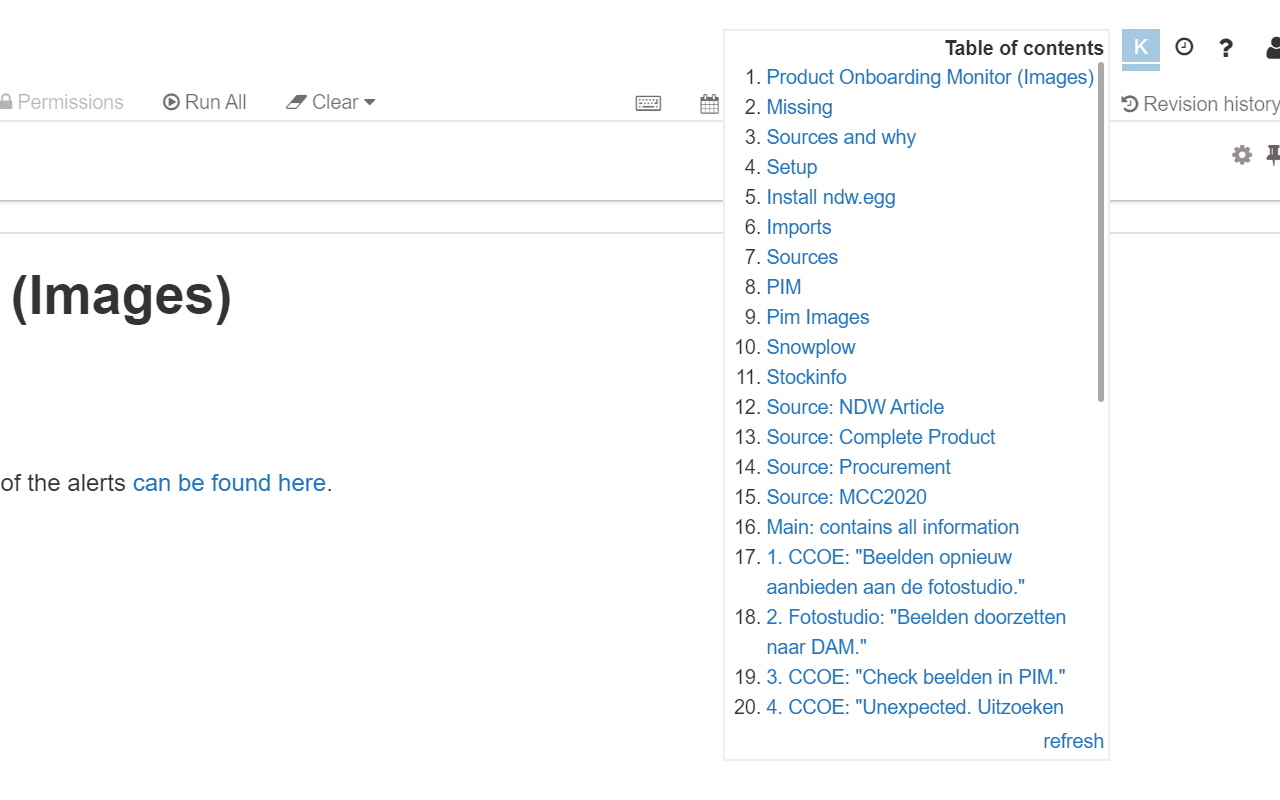 Table of contents
K
?
1. Product Onboarding Monitor (Images)
Permissions
Run All
Clear
Revision history
2. Missing
3. Sources and why
4. Setup
5. Install ndw.egg
6. Imports
7. Sources
8. PIM
(Images)
9. Pim Images
10. Snowplow
11. Stockinfo
12. Source: NDW Article
13. Source: Complete Product
14. Source: Procurement
of the alerts can be found here.
15. Source: MCC2020
16. Main: contains all information
17. 1. CCOE: "Beelden opnieuw
aanbieden aan de fotostudio."
18. 2. Fotostudio: "Beelden doorzetten
naar DAM."
19. 3. CCOE: "Check beelden in PIM."
20. 4. CCOE: "Unexpected. Uitzoeken
refresh